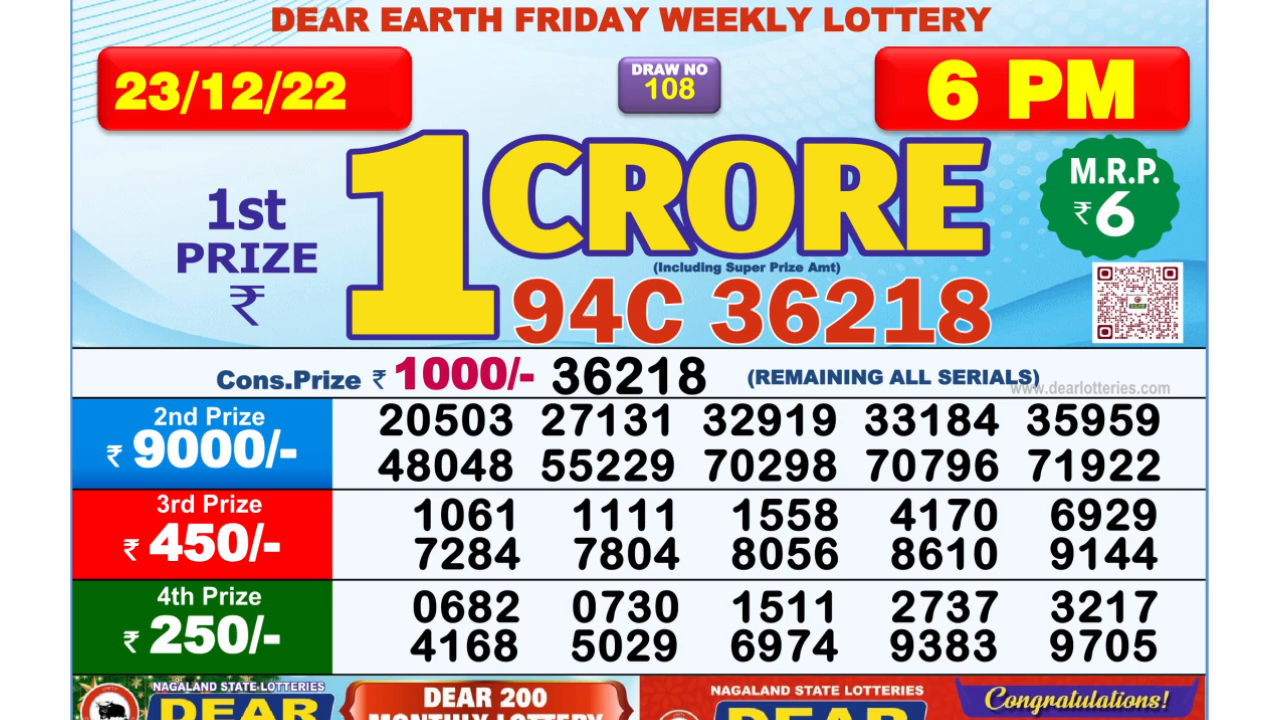 DEAR EARTH FRIDAY WEEKLY LOTTERY
23/12/22
DRAW NO
108
6 PM
1st
PRIZE
₹
1 CRORE
(Including Super Prize Amt)
94C 36218
M.R.P.
₹6
Cons.Prize ₹ 1000/- 36218 (REMAINING ALL SERIALS)
www.dearlotteries.com
2nd Prize
₹ 9000/-
20503 27131 32919 33184 35959
48048 55229 70298 70796 71922
3rd Prize
₹ 450/-
1061 1111 1558 4170 6929
7284 7804 8056 8610 9144
4th Prize
₹ 250/-
0682 0730 1511 2737 3217
4168 5029 6974 9383 9705
NAGALAND STATE LOTTERIES
DEAR
DEAR 200
MONTHLY LOTTERY
NAGALAND STATE LOTTERIES
DEAR
Congratulations!